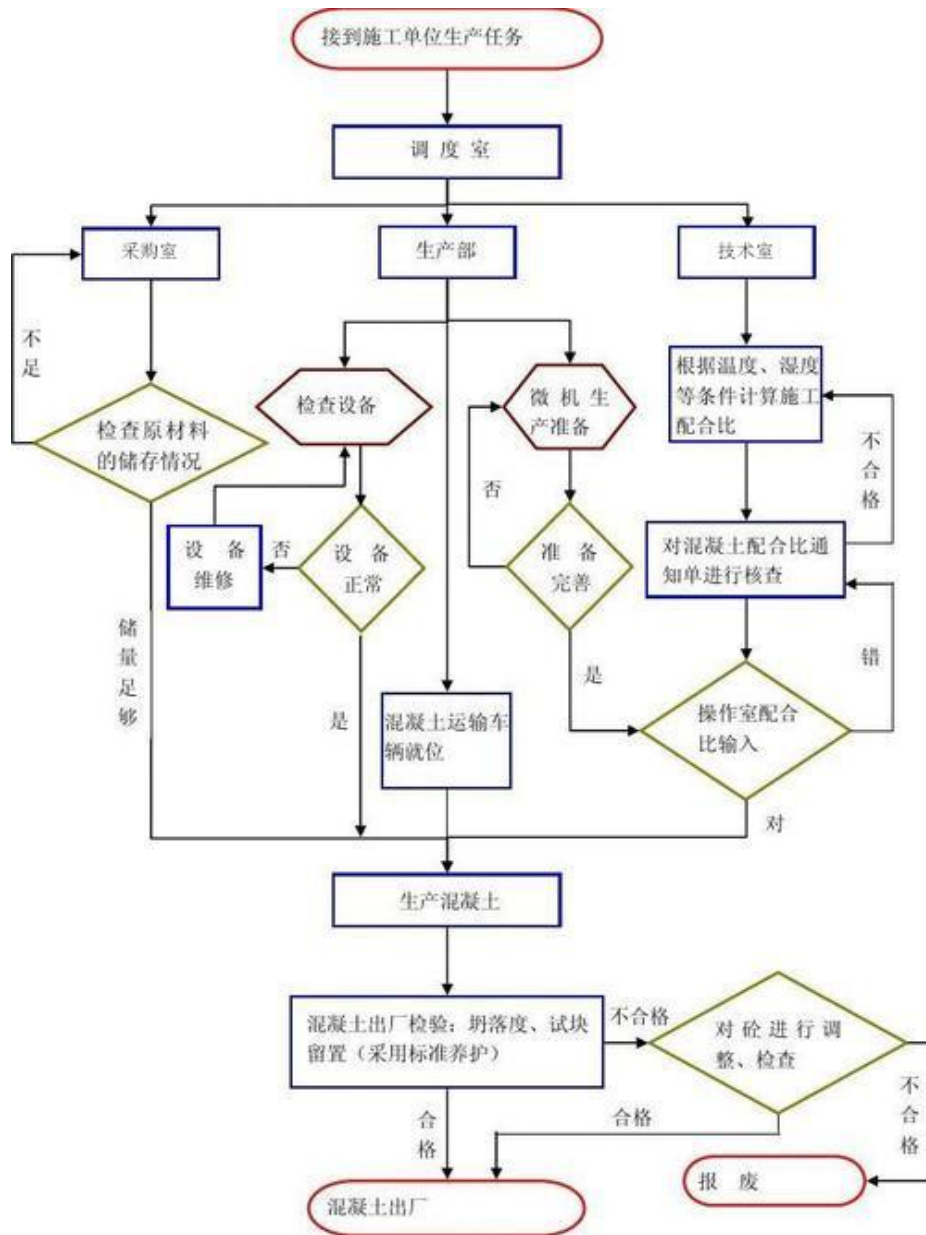 接到施工单位生产任务
调度室
采购室
生产部
技术室
不足
检查设备
微机生
产准备
根据温度、湿度
等条件计算施工
配合比
检查原材料
的储存情况
否
不合格
设备
维修
否
设备
正常
准备
完善
对混凝土配合比通
知单进行核查
储量足够
是
混凝土运输车
辆就位
是
操作室配合
比输入
错
对
生产混凝土
混凝土出厂检验：坍落度、试块
留置（采用标准养护）
不合格
对砼进行调
整、检查
合格
合格
不合格
报废
混凝土出厂